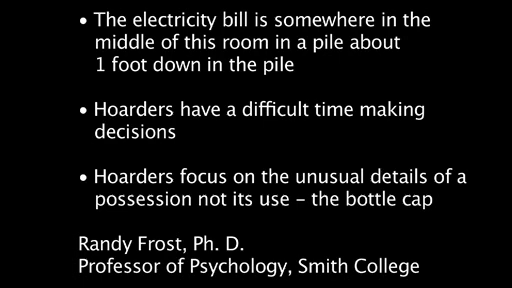 • The electricity bill is somewhere in the
middle of this room in a pile about
1 foot down in the pile
• Hoarders have a difficult time making
decisions
• Hoarders focus on the unusual details of a
possession not its use – the bottle cap
Randy Frost, Ph. D.
Professor of Psychology, Smith College